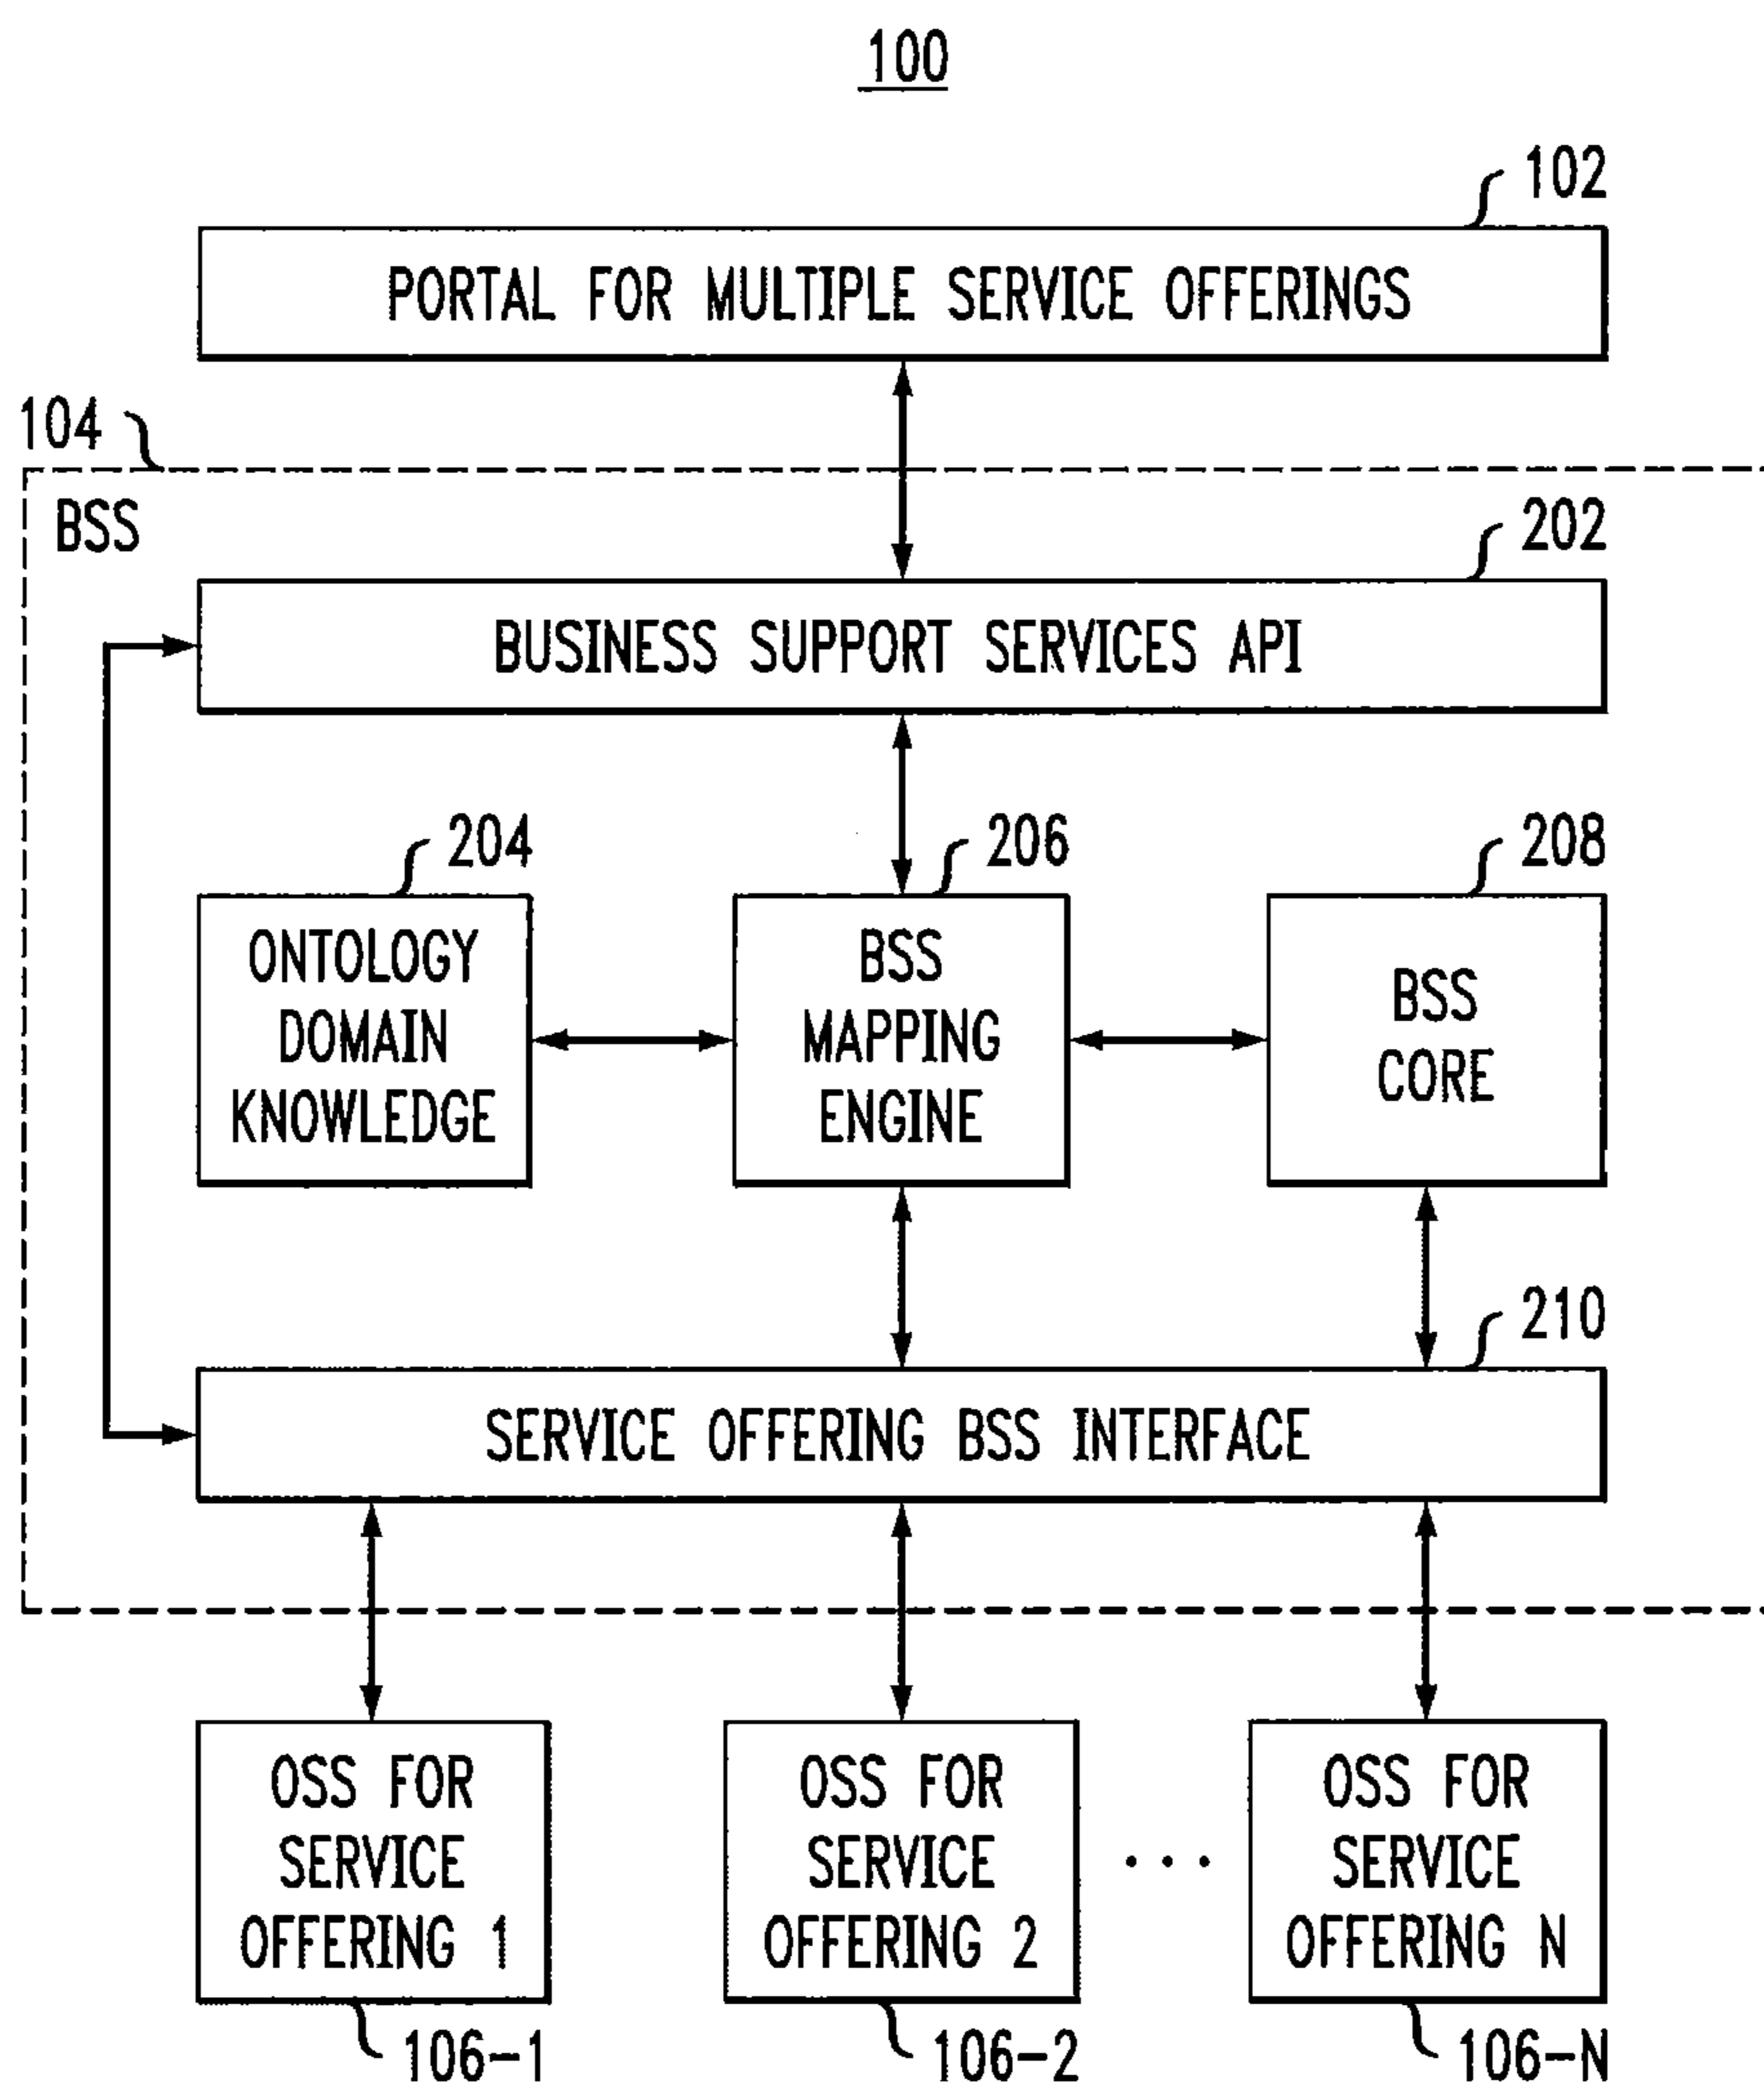 100
102
PORTAL FOR MULTIPLE SERVICE OFFERINGS
104
BSS
202
BUSINESS SUPPORT SERVICES API
204
206
208
ONTOLOGY
DOMAIN
KNOWLEDGE
BSS
MAPPING
ENGINE
BSS
CORE
210
SERVICE OFFERING BSS INTERFACE
OSS FOR
SERVICE
OFFERING 1
OSS FOR
SERVICE
OFFERING 2
...
OSS FOR
SERVICE
OFFERING N
106-1
106-2
106-N